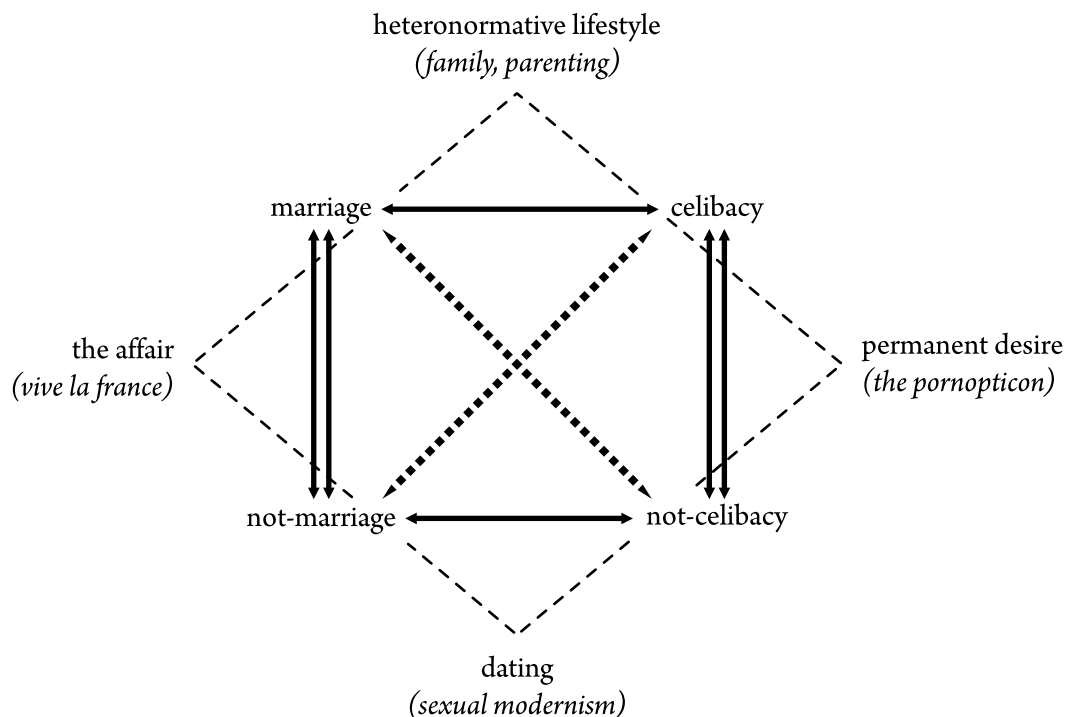 heteronormative lifestyle
(family, parenting)
marriage
celibacy
the affair
(vive la france)
permanent desire
(the pornopticon)
not-marriage
not-celibacy
dating
(sexual modernism)